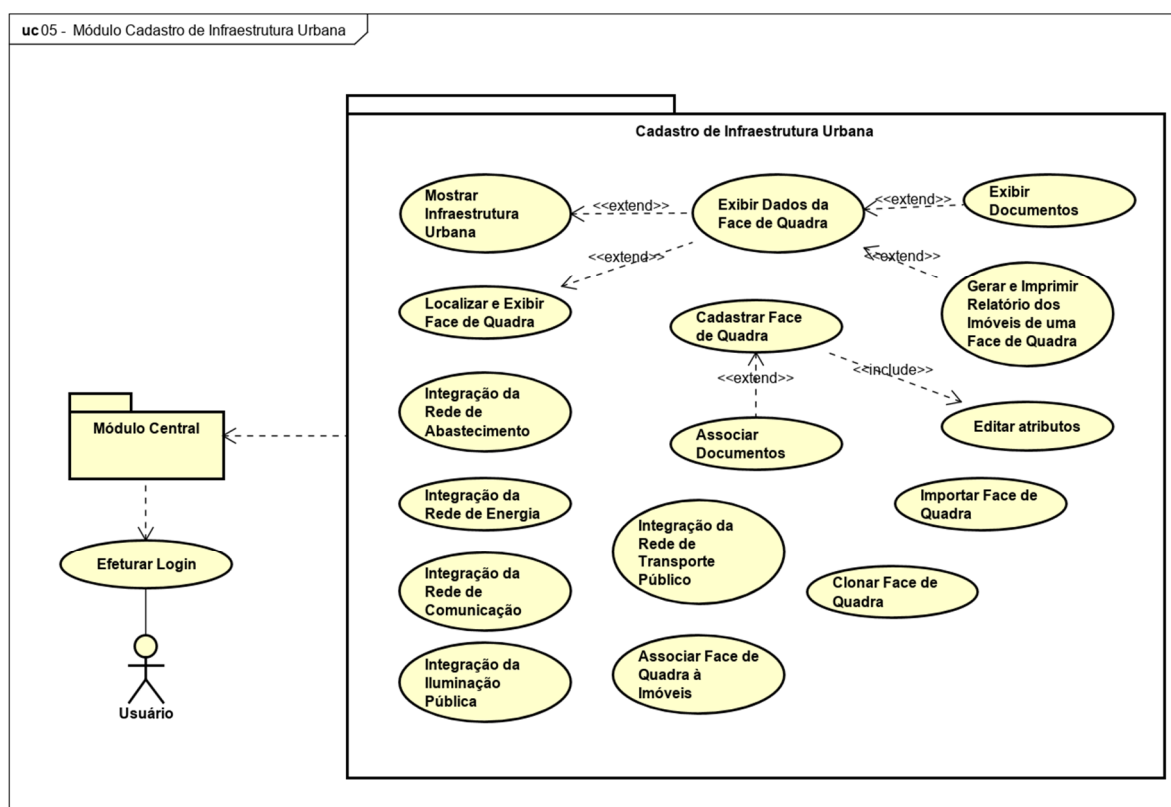 uc 05 - Módulo Cadastro de Infraestrutura Urbana
Cadastro de Infraestrutura Urbana
Mostrar
Infraestrutura
Urbana
<<extend>>
Exibir Dados da
Face de Quadra
<<extend>>
Exibir
Documentos
<<extend>>
<<extend>>
Localizar e Exibir
Face de Quadra
Cadastrar Face
de Quadra
Gerar e Imprimir
Relatório dos
Imóveis de uma
Face de Quadra
<<extend>>
<<include>>
Integração da
Rede de
Abastecimento
Associar
Documentos
Editar atributos
Módulo Central
Integração da
Rede de Energia
Importar Face de
Quadra
Integração da
Rede de
Transporte
Público
Efeturar Login
Integração da
Rede de
Comunicação
Clonar Face de
Quadra
Integração da
Iluminação
Pública
Associar Face de
Quadra à
Imóveis
Usuário